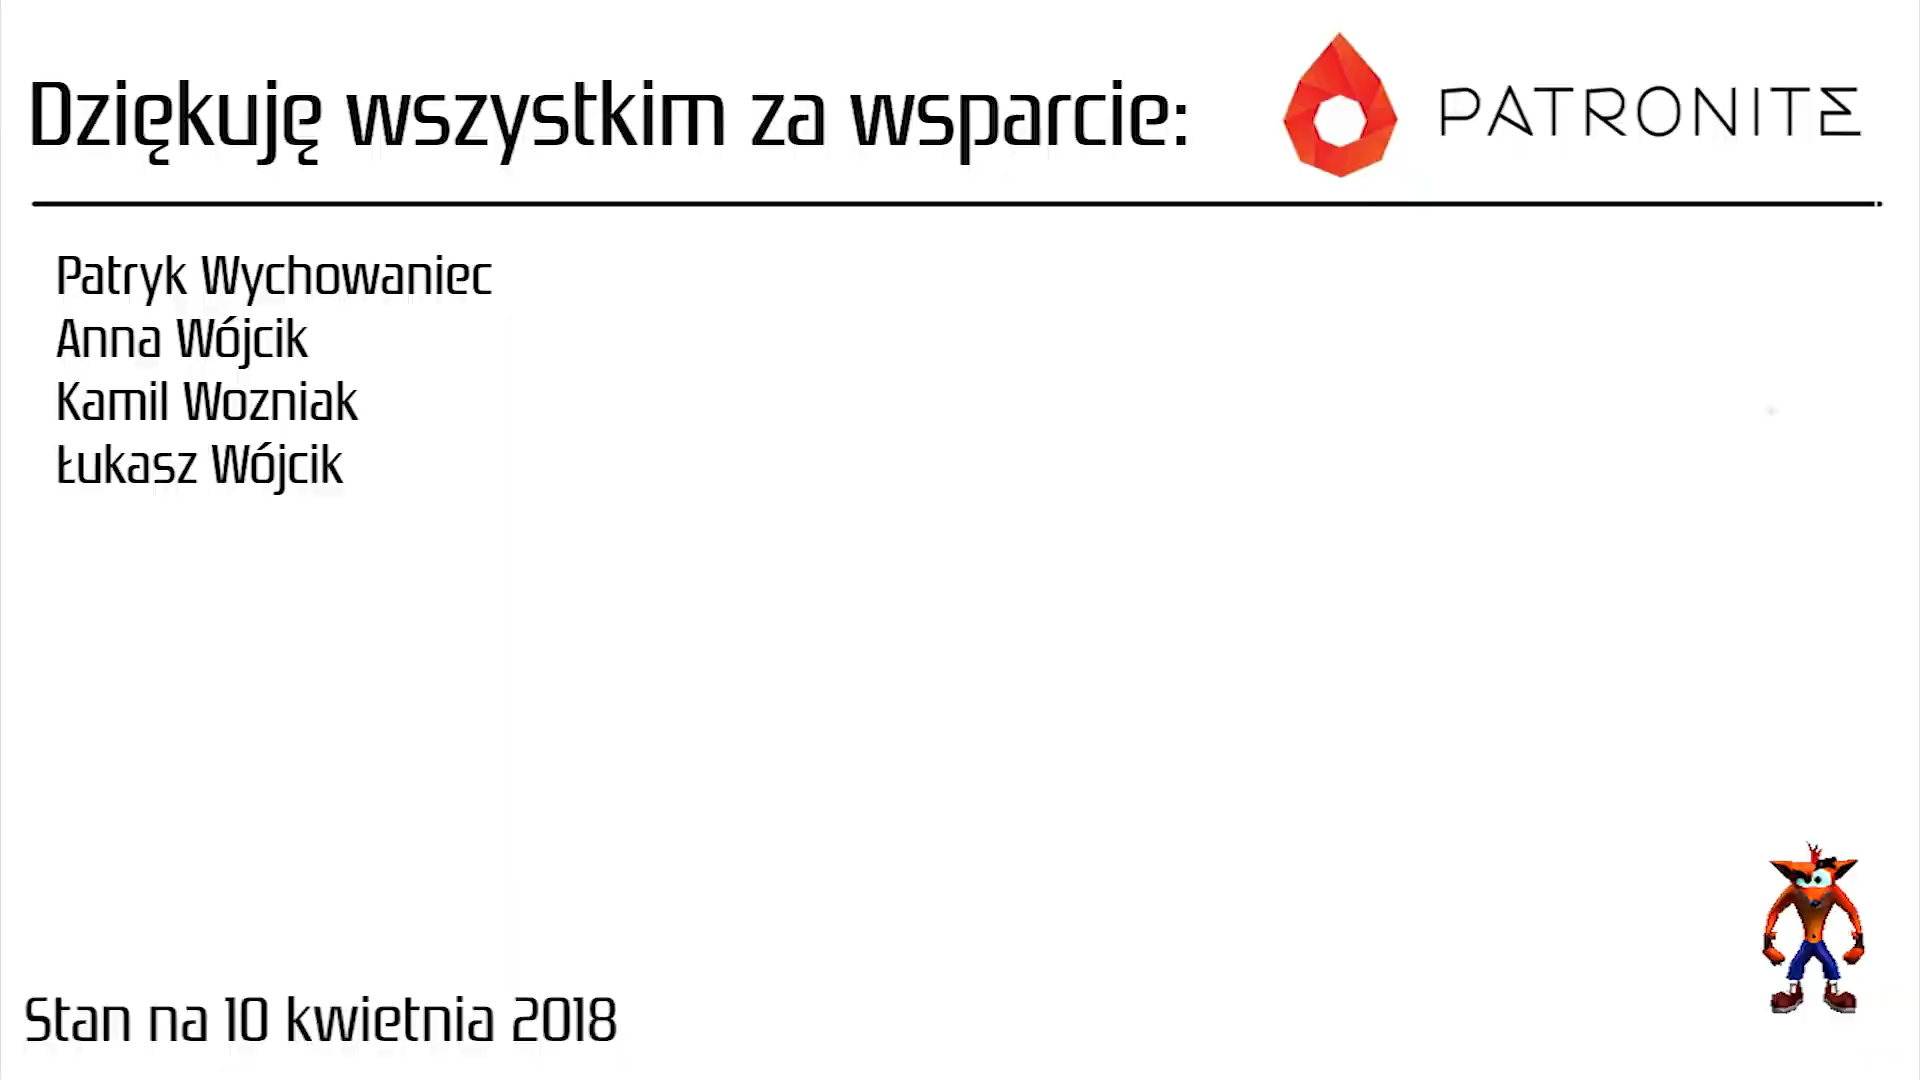 Dziękuję wszystkim za wsparcie:
PATRONITE
Patryk Wychowaniec
Anna Wójcik
Kamil Wozniak
Łukasz Wójcik
Stan na 10 kwietnia 2018